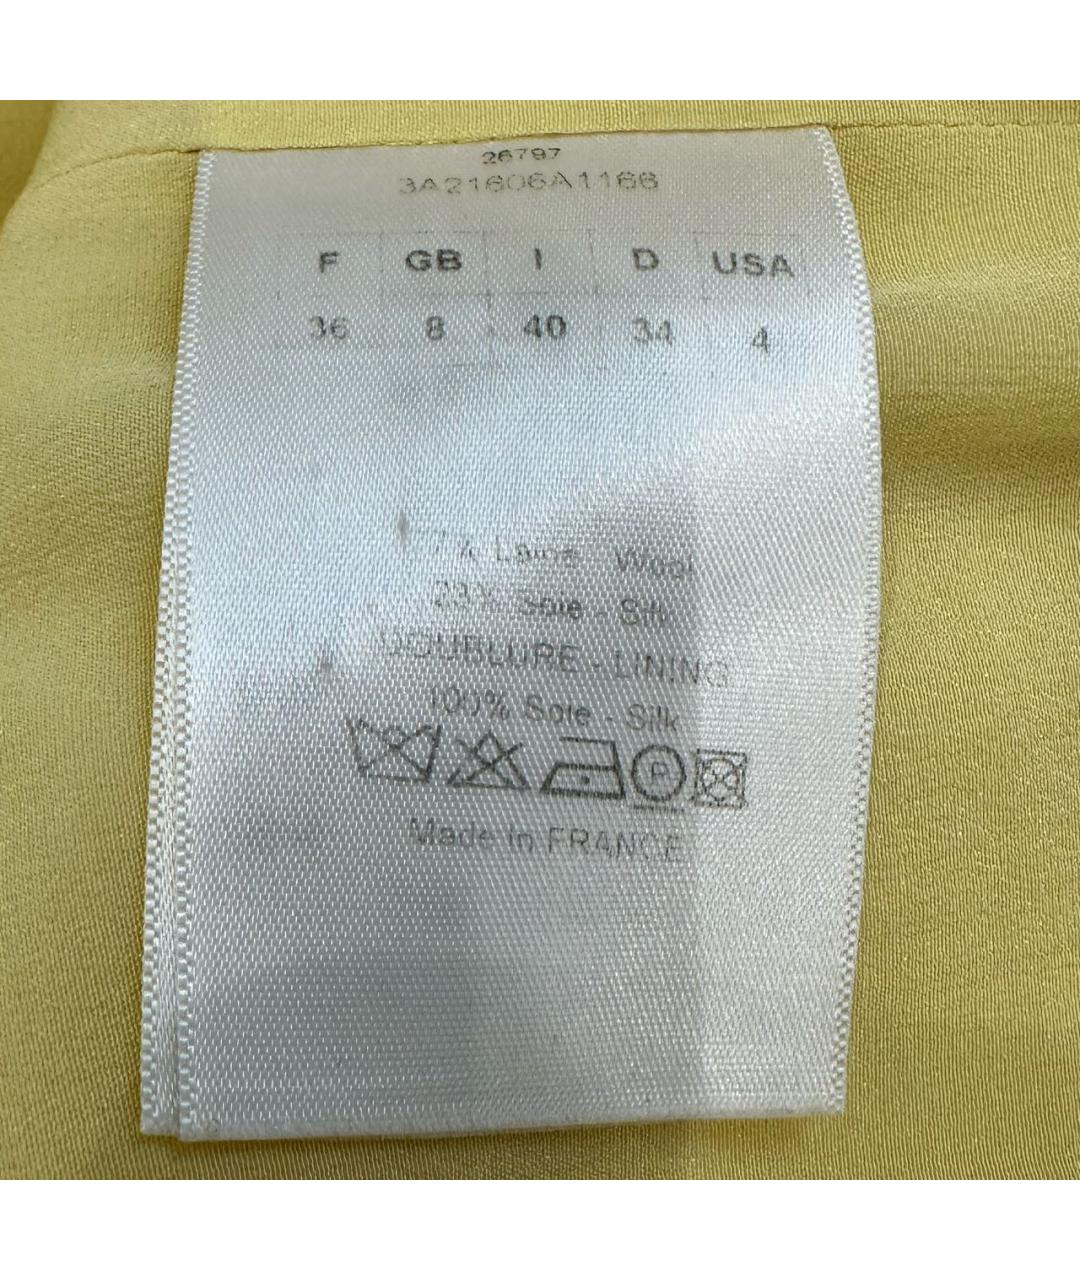 26797
3A21606A1166
F GB I D USA
36 8 40 34 4
Laine - Wool
23% Soie - Silk
DOUBLURE - LINING
100% Soie - Silk
P
Made in FRANCE